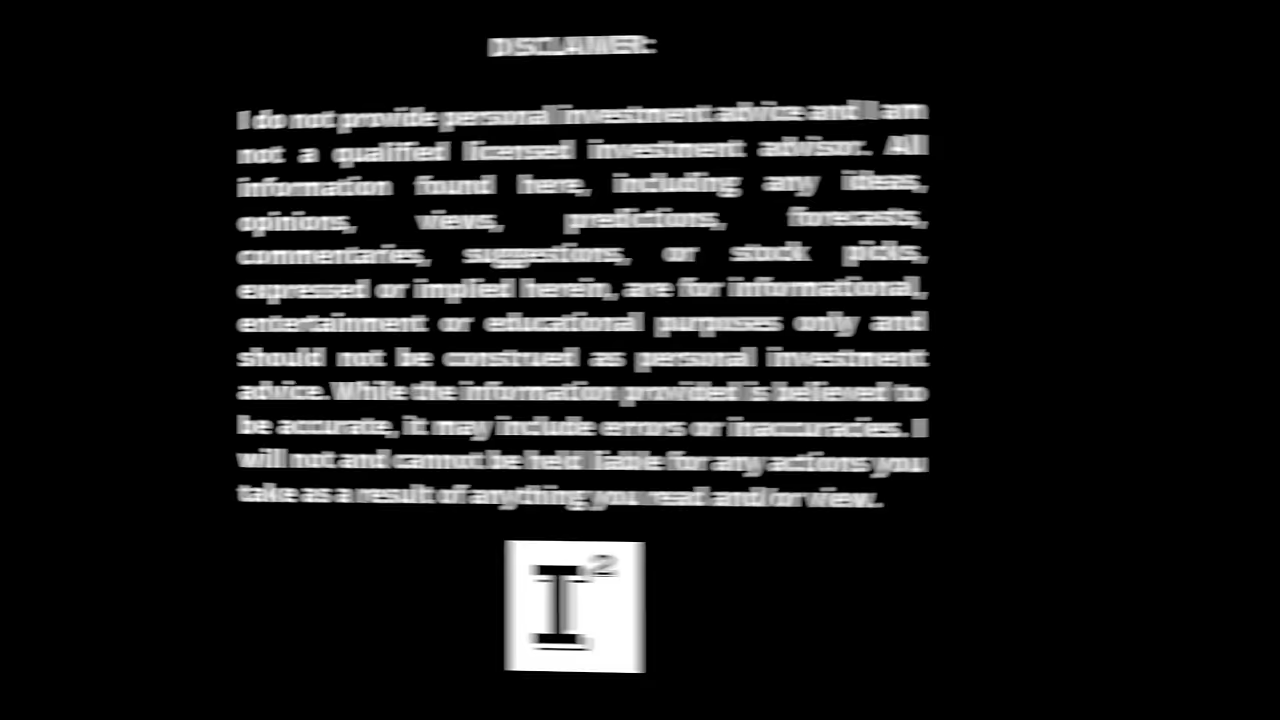 DISCLAIMER:
I do not provide personal investment advice and I am
not a qualified licensed investment advisor. All
information found here, including any ideas,
opinions, views, predictions, forecasts,
commentaries, suggestions, or stock picks,
expressed or implied herein, are for informational,
entertainment or educational purposes only and
should not be construed as personal investment
advice. While the information provided is believed to
be accurate, it may include errors or inaccuracies. I
will not and cannot be held liable for any actions you
take as a result of anything you read and/or view.
I²